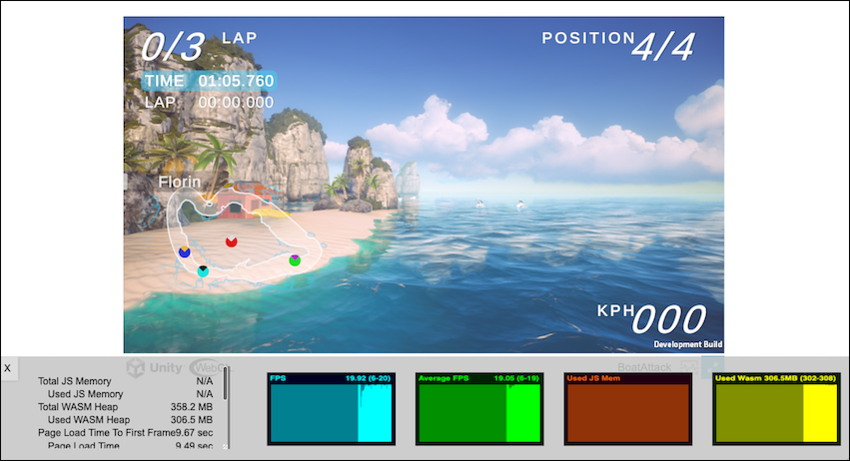 0/3 LAP
POSITION 4/4
TIME 01:05.760
LAP 00:00.000
Florin
KPH 000
Development Build
Unity
BoatAttack
X
Total JS Memory N/A
Used JS Memory N/A
Total WASM Heap 358.2 MB
Used WASM Heap 306.5 MB
Page Load Time To First Frame9.67 sec
Page Load Time 9.49 sec
FPS 19.92 (6-20)
Average FPS 19.05 (6-19)
Used JS Mem
Used Wasm 306.5MB (302-308)